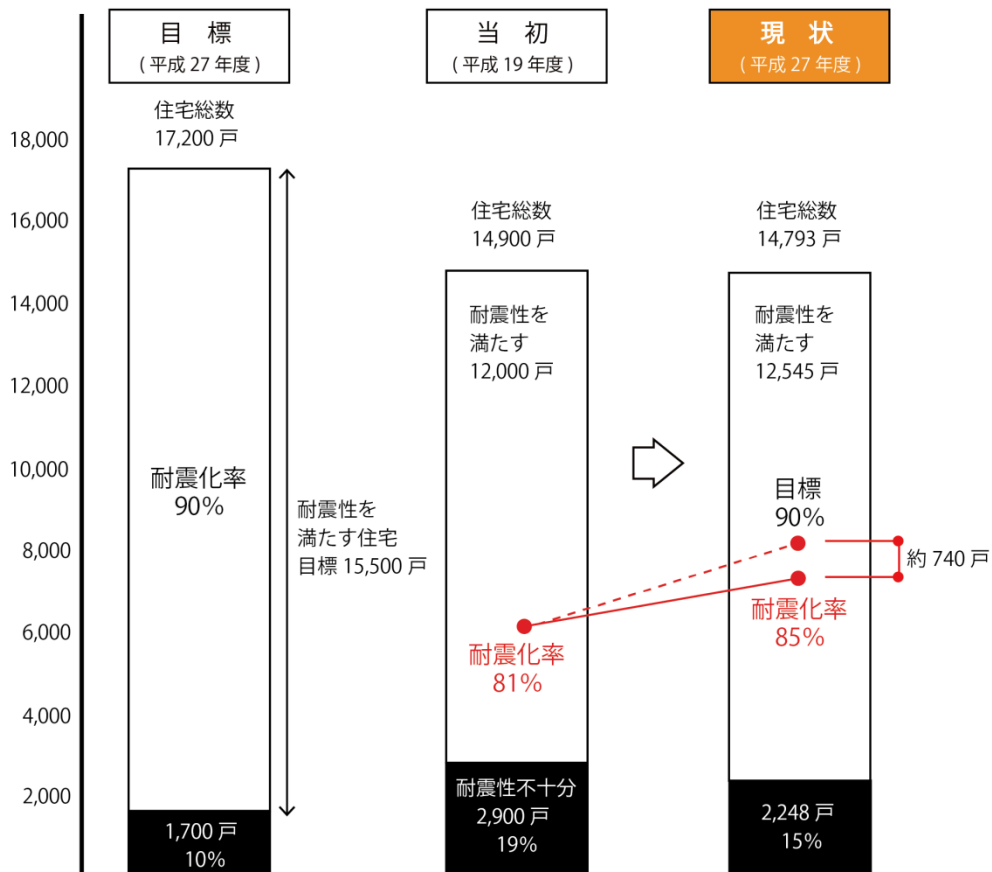 目 標
( 平成 27 年度 )
当 初
( 平成 19 年度 )
現 状
( 平成 27 年度 )
18,000
16,000
14,000
12,000
10,000
8,000
6,000
4,000
2,000
住宅総数
17,200 戸
耐震化率
90%
耐震性を
満たす住宅
目標 15,500 戸
1,700 戸
10%
住宅総数
14,900 戸
耐震性を
満たす
12,000 戸
耐震化率
81%
耐震性不十分
2,900 戸
19%
住宅総数
14,793 戸
耐震性を
満たす
12,545 戸
目標
90%
約 740 戸
耐震化率
85%
2,248 戸
15%